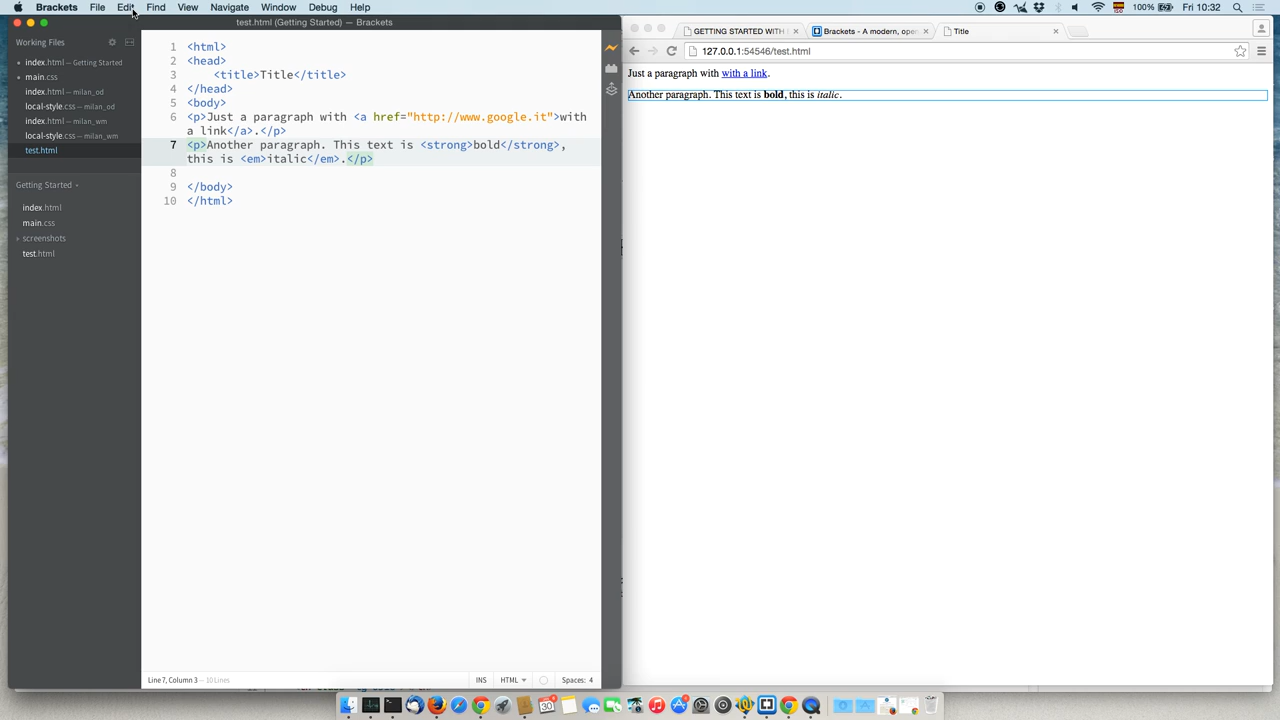 Brackets File Edit Find View Navigate Window Debug Help
100% Fri 10:32
test.html (Getting Started) — Brackets
Working Files
index.html — Getting Started
main.css
index.html — milan_od
local-style.css — milan_od
index.html — milan_wm
local-style.css — milan_wm
test.html
Getting Started
index.html
main.css
screenshots
test.html
1 <html>
2 <head>
3 <title>Title</title>
4 </head>
5 <body>
6 <p>Just a paragraph with <a href="http://www.google.it">with
a link</a>.</p>
7 <p>Another paragraph. This text is <strong>bold</strong>,
this is <em>italic</em>.</p>
8
9 </body>
10 </html>
Line 7, Column 3 — 10 Lines
INS HTML Spaces: 4
GETTING STARTED WITH
Brackets - A modern, open
Title
127.0.0.1:54546/test.html
Just a paragraph with with a link.
Another paragraph. This text is bold, this is italic.
30